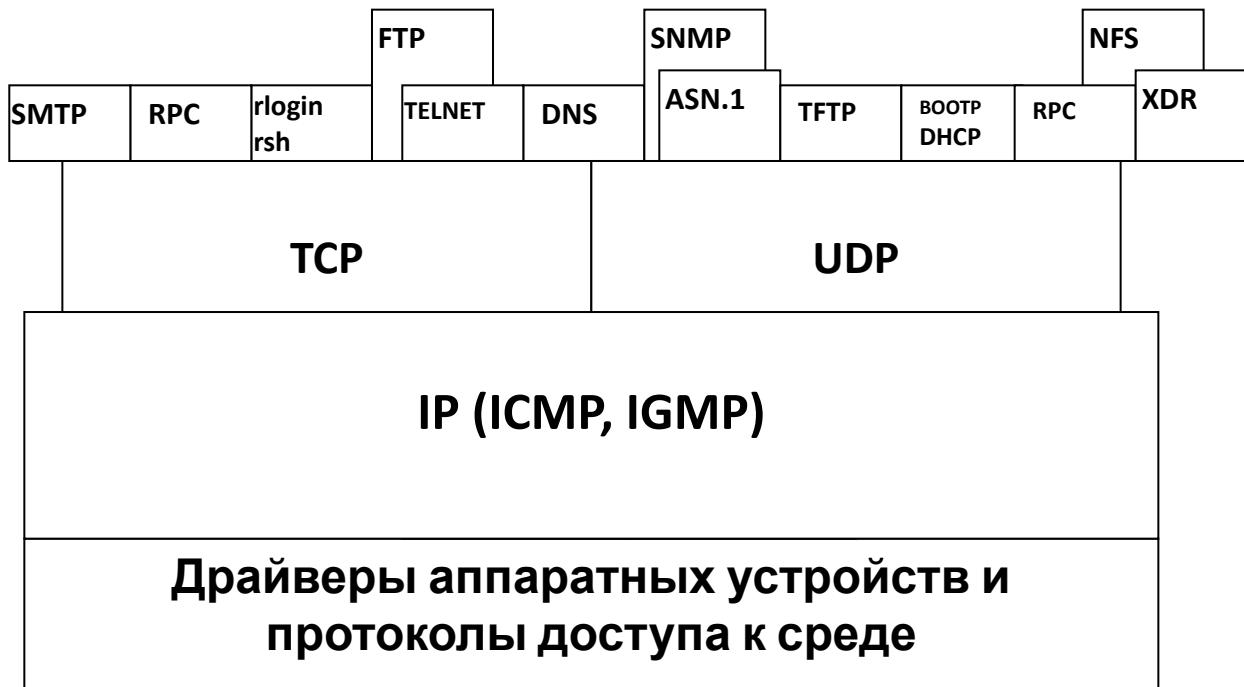 FTP
SNMP
NFS
SMTP
RPC
rlogin
rsh
TELNET
DNS
ASN.1
TFTP
BOOTP
DHCP
RPC
XDR
TCP
UDP
IP (ICMP, IGMP)
Драйверы аппаратных устройств и
протоколы доступа к среде